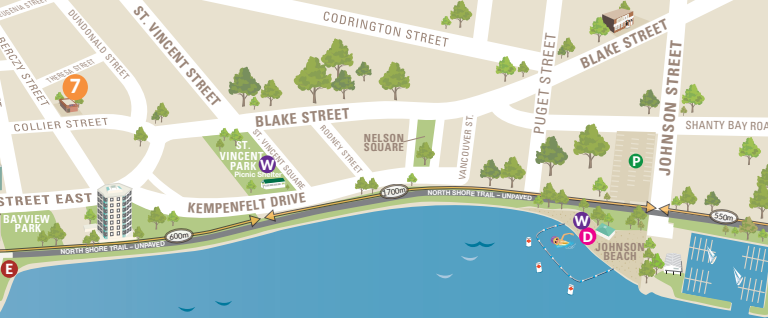 EUGENIA STREET
DUNDONALD STREET
ST. VINCENT STREET
CODRINGTON STREET
BERCZY STREET
THERESA STREET
7
COLLIER STREET
BLAKE STREET
BLAKE STREET
PUGET STREET
JOHNSON STREET
SHANTY BAY ROA
NELSON
SQUARE
VANCOUVER ST.
RODNEY STREET
ST. VINCENT SQUARE
ST.
VINCENT
PARK
W
Picnic Shelter
P
STREET EAST
BAYVIEW
PARK
KEMPENFELT DRIVE
1700m
NORTH SHORE TRAIL – UNPAVED
600m
NORTH SHORE TRAIL – UNPAVED
550m
W
D
JOHNSON
BEACH
E